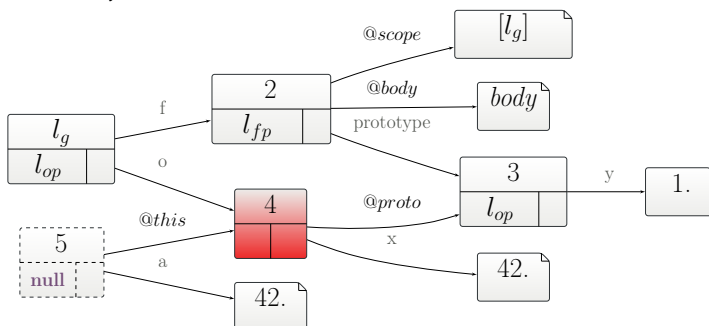 @scope
[l_g]
2
@body
body
f
l_fp
prototype
l_g
l_op
o
3
@proto
l_op
y
1.
4
@this
5
x
a
null
42.
42.